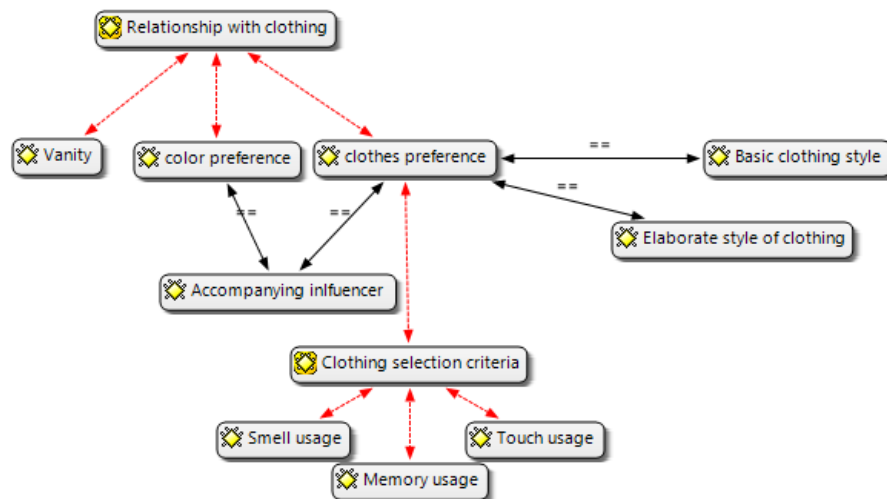 Relationship with clothing
Vanity
color preference
clothes preference
==
Basic clothing style
==
==
==
Elaborate style of clothing
Accompanying inlfuencer
Clothing selection criteria
Smell usage
Touch usage
Memory usage